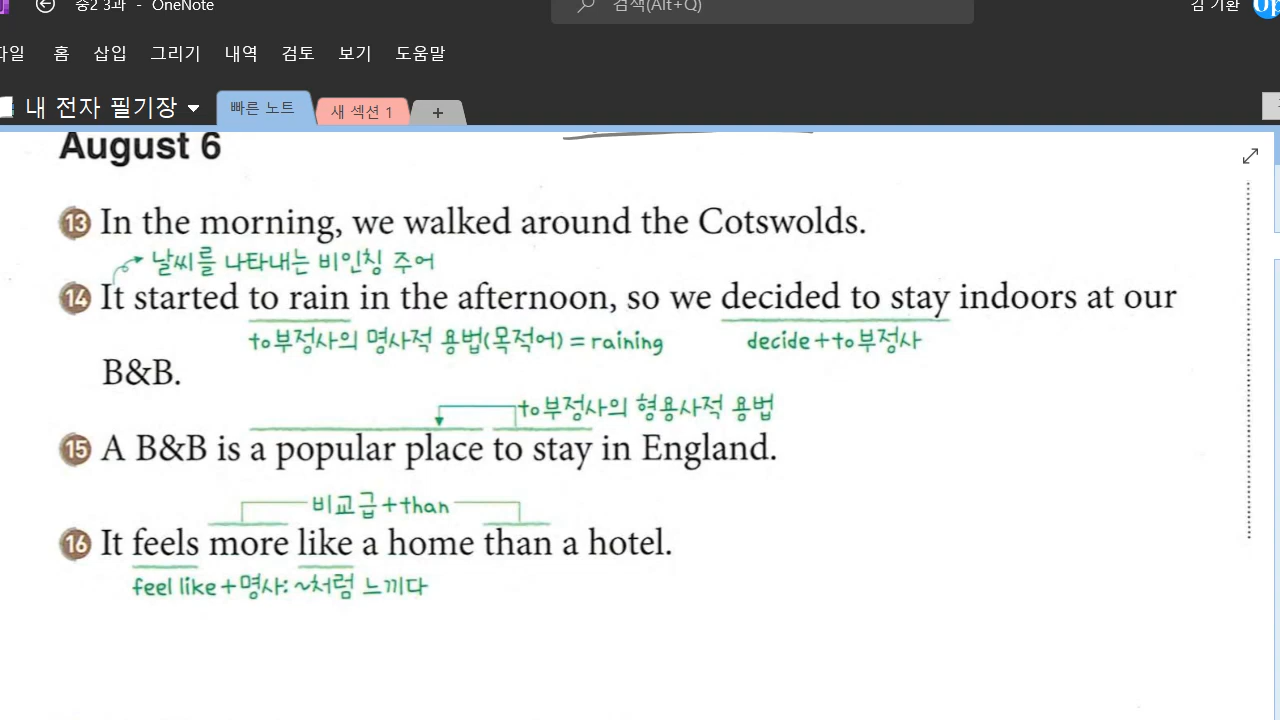 중2 3과 - OneNote
검색(Alt+Q)
김 기환
파일 홈 삽입 그리기 내역 검토 보기 도움말
내 전자 필기장
빠른 노트
새 섹션 1
+
August 6
13 In the morning, we walked around the Cotswolds.
날씨를 나타내는 비인칭 주어
14 It started to rain in the afternoon, so we decided to stay indoors at our
to부정사의 명사적 용법(목적어) = raining decide+to부정사
B&B.
to부정사의 형용사적 용법
15 A B&B is a popular place to stay in England.
비교급+than
16 It feels more like a home than a hotel.
feel like+명사: ~처럼 느끼다